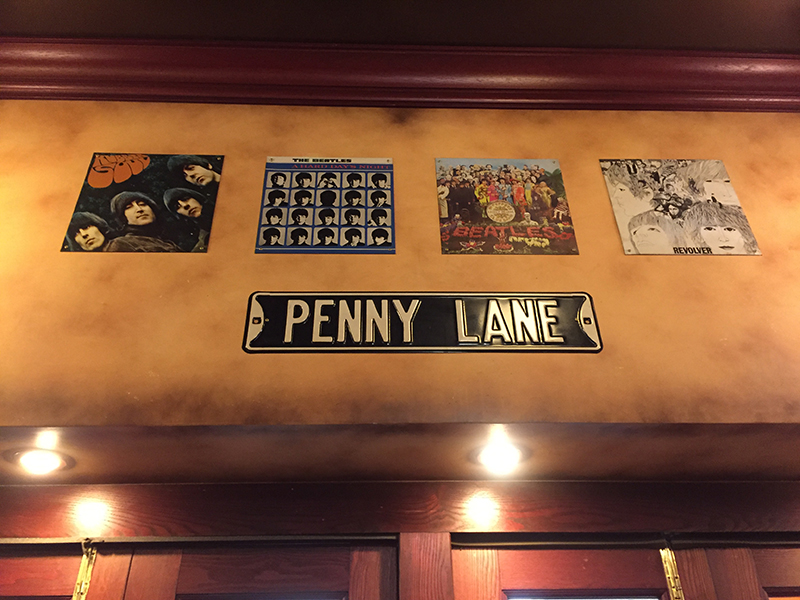 RUBBER SOUL
THE BEATLES
A HARD DAY'S NIGHT
BEATLES
REVOLVER
PENNY LANE